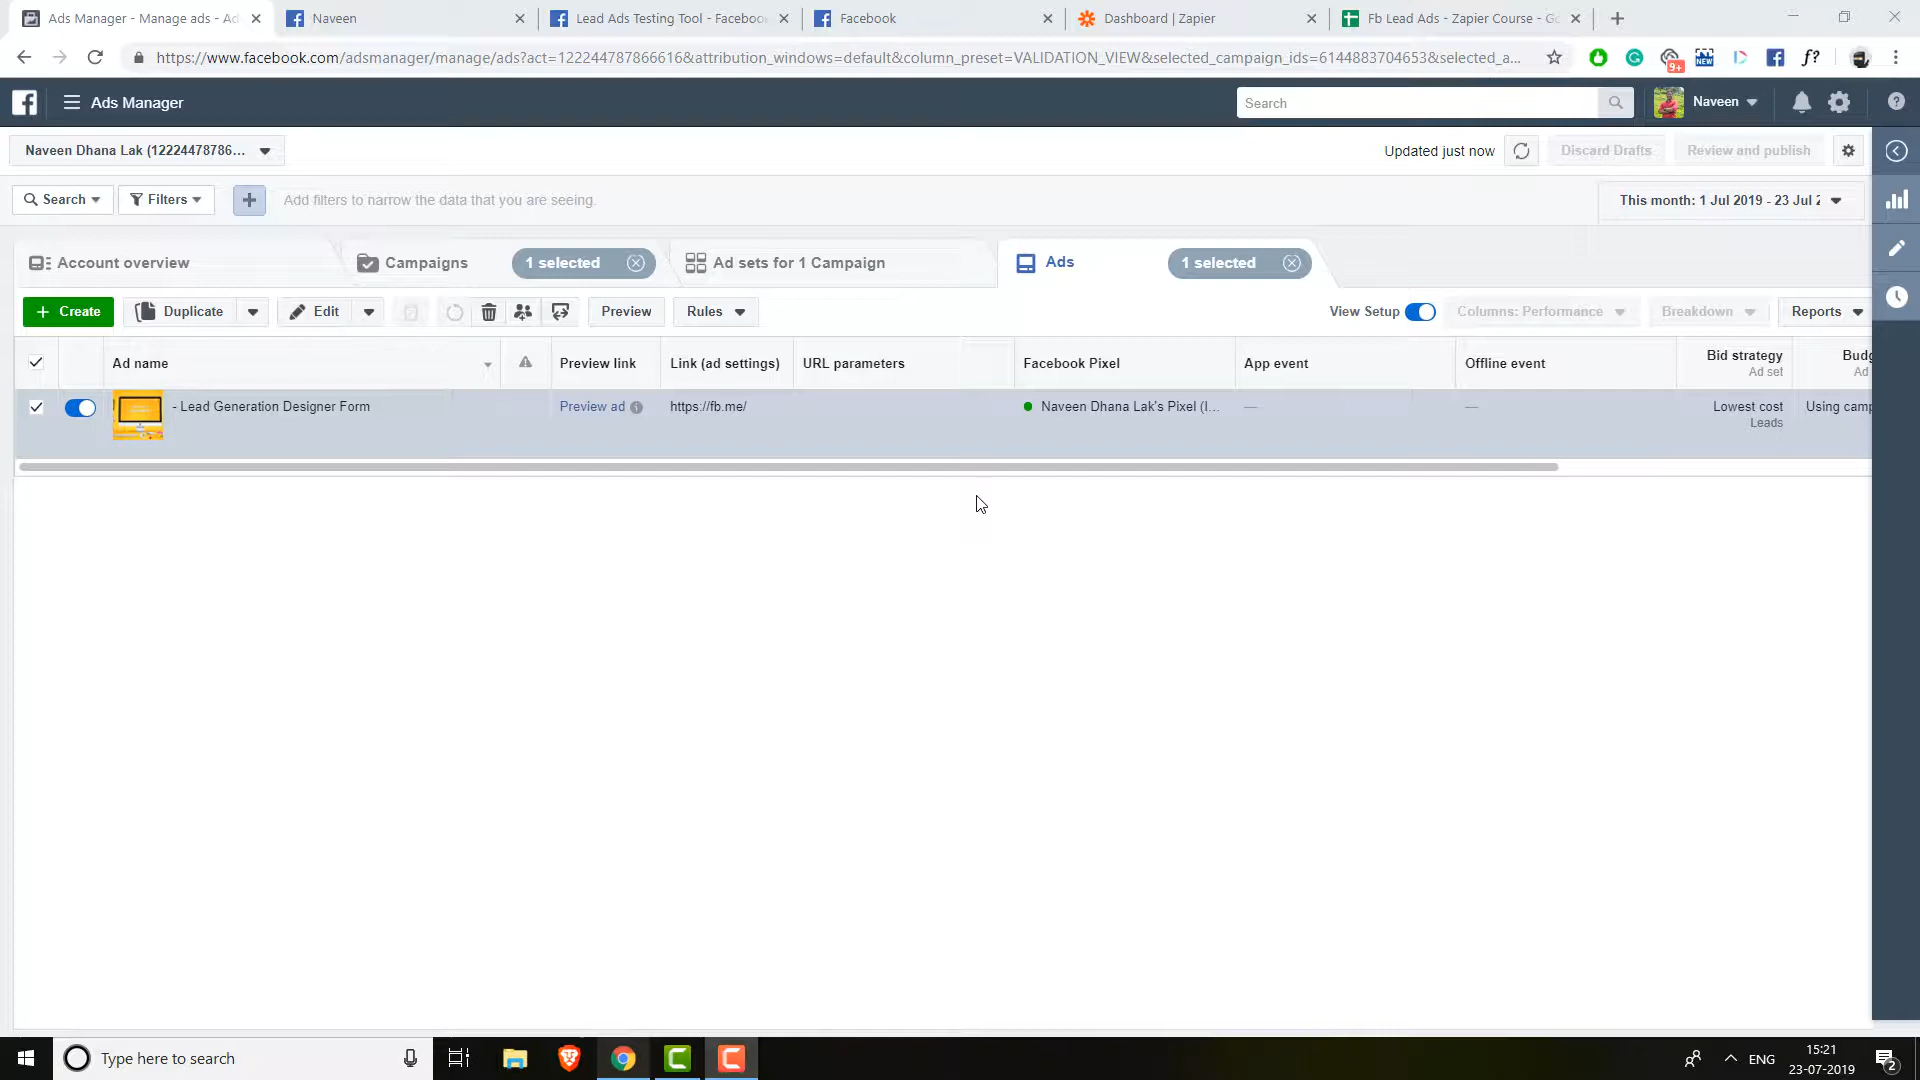 Ads Manager - Manage ads - Ad
Naveen
Lead Ads Testing Tool - Faceboo
Facebook
Dashboard | Zapier
Fb Lead Ads - Zapier Course - Go
https://www.facebook.com/adsmanager/manage/ads?act=122244787866616&attribution_windows=default&column_preset=VALIDATION_VIEW&selected_campaign_ids=6144883704653&selected_a...
9+
NEW
f?
Ads Manager
Search
Naveen
Naveen Dhana Lak (12224478786...
Updated just now
Discard Drafts
Review and publish
Search
Filters
Add filters to narrow the data that you are seeing.
This month: 1 Jul 2019 - 23 Jul 2
Account overview
Campaigns
1 selected
Ad sets for 1 Campaign
Ads
1 selected
+ Create
Duplicate
Edit
Preview
Rules
View Setup
Columns: Performance
Breakdown
Reports
Ad name
Preview link
Link (ad settings)
URL parameters
Facebook Pixel
App event
Offline event
Bid strategy
Ad set
Budg
Ad
- Lead Generation Designer Form
Preview ad
https://fb.me/
Naveen Dhana Lak's Pixel (I...
—
—
Lowest cost
Leads
Using camp
Type here to search
ENG
15:21
23-07-2019
2